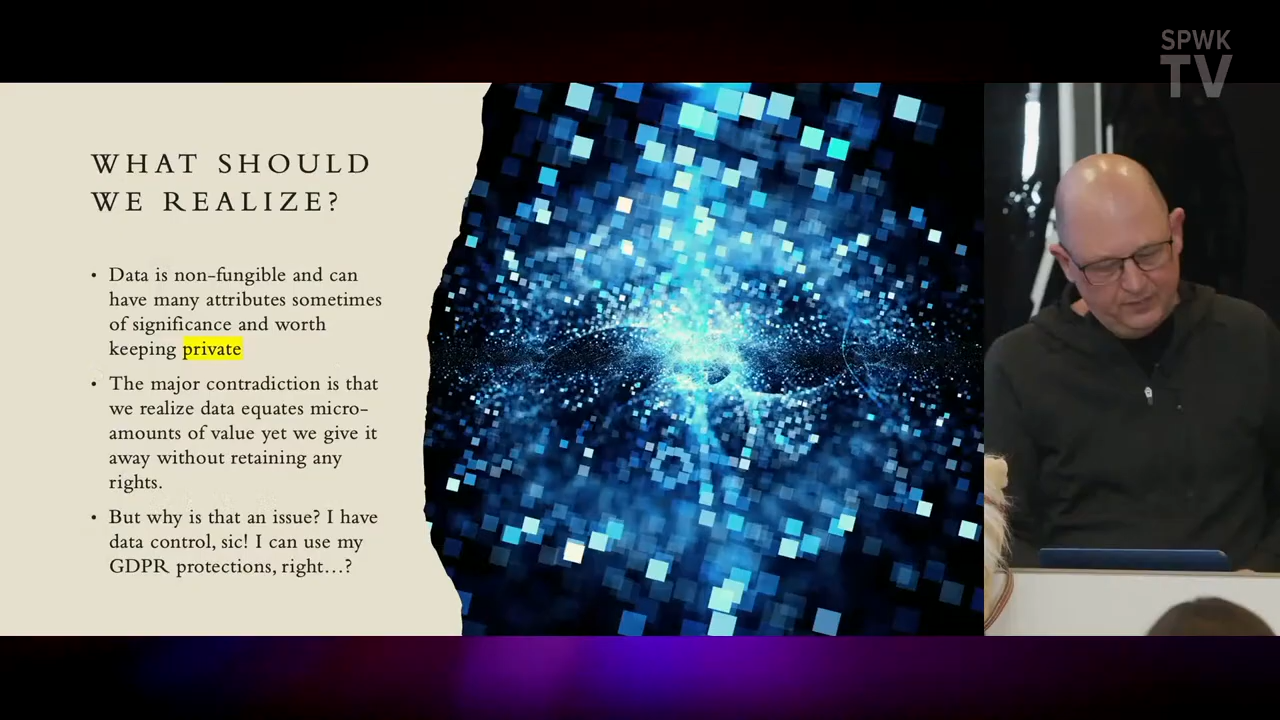 SPWK
TV
WHAT SHOULD
WE REALIZE?
• Data is non-fungible and can
have many attributes sometimes
of significance and worth
keeping private
• The major contradiction is that
we realize data equates micro-
amounts of value yet we give it
away without retaining any
rights.
• But why is that an issue? I have
data control, sic! I can use my
GDPR protections, right...?